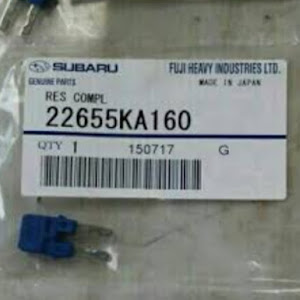 SUBARU
GENUINE PARTS
FUJI HEAVY INDUSTRIES LTD.
MADE IN JAPAN
RES COMPL
22655KA160
QTY 1 150717 G